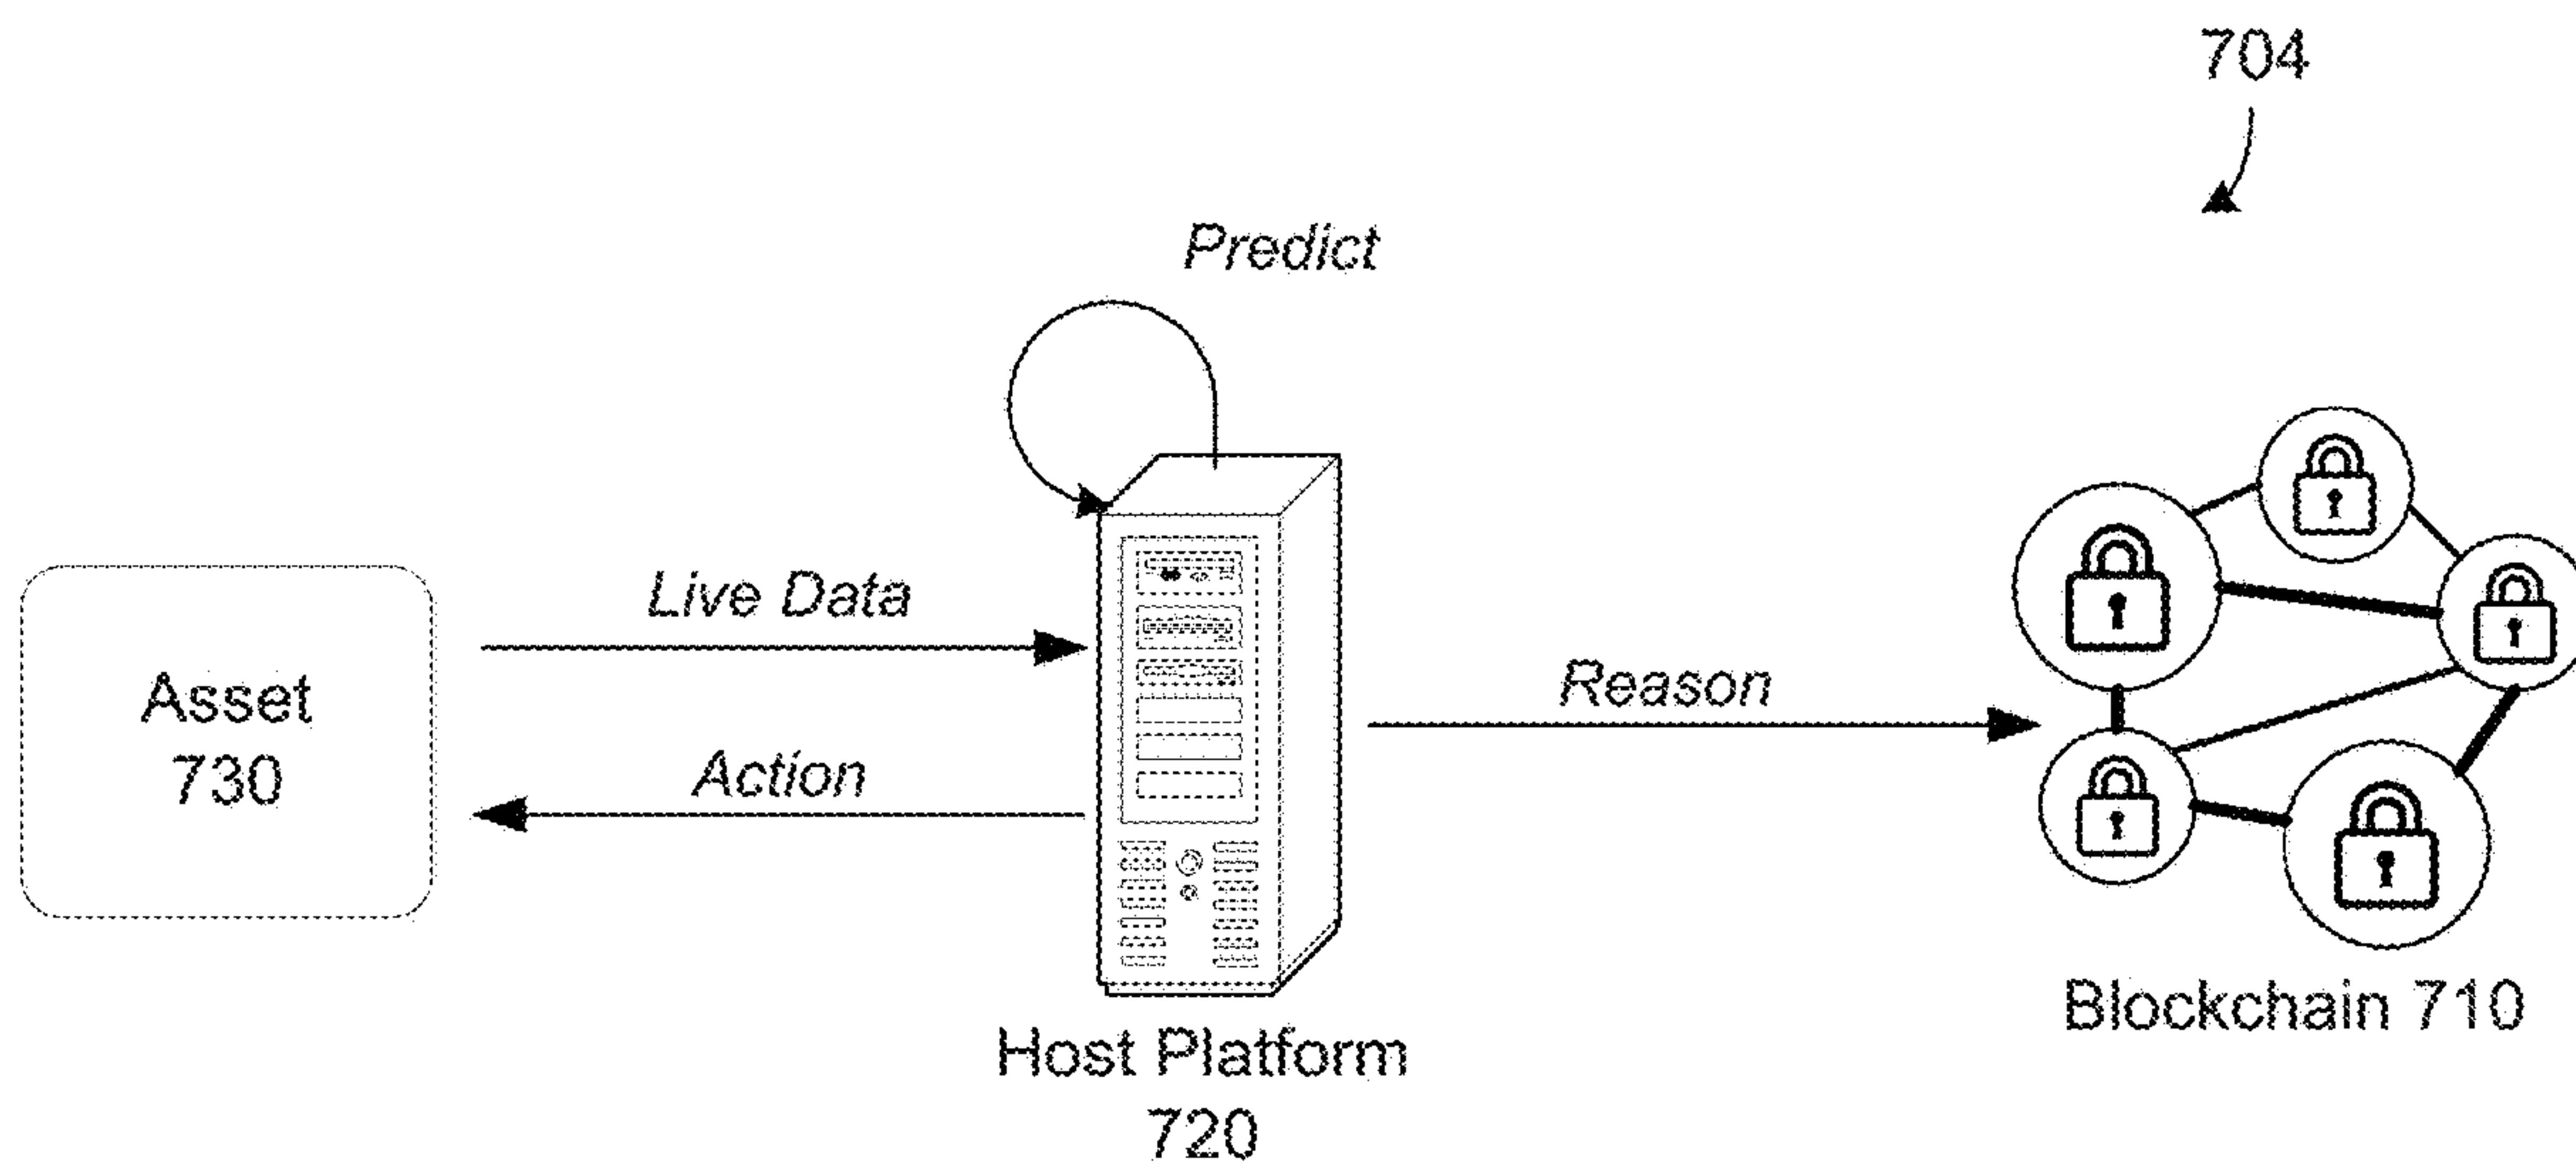 704
Predict
Live Data
Asset
730
Action
Reason
Host Platform
720
Blockchain 710